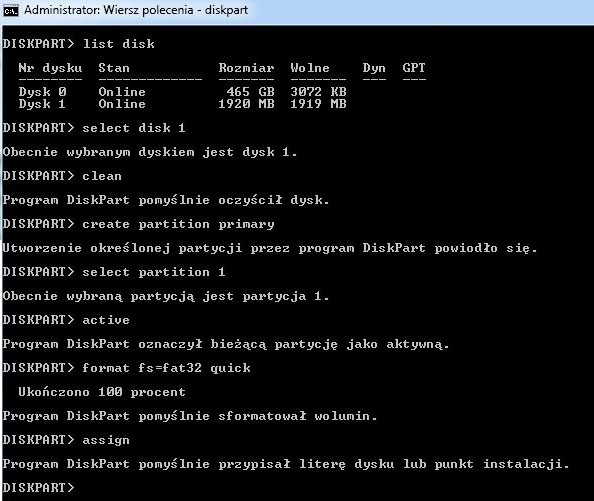 Administrator: Wiersz polecenia - diskpart
DISKPART> list disk
Nr dysku Stan Rozmiar Wolne Dyn GPT
-------- ------------- ------- ------- --- ---
Dysk 0 Online 465 GB 3072 KB
Dysk 1 Online 1920 MB 1919 MB
DISKPART> select disk 1
Obecnie wybranym dyskiem jest dysk 1.
DISKPART> clean
Program DiskPart pomyślnie oczyścił dysk.
DISKPART> create partition primary
Utworzenie określonej partycji przez program DiskPart powiodło się.
DISKPART> select partition 1
Obecnie wybraną partycją jest partycja 1.
DISKPART> active
Program DiskPart oznaczył bieżącą partycję jako aktywną.
DISKPART> format fs=fat32 quick
Ukończono 100 procent
Program DiskPart pomyślnie sformatował wolumin.
DISKPART> assign
Program DiskPart pomyślnie przypisał literę dysku lub punkt instalacji.
DISKPART>